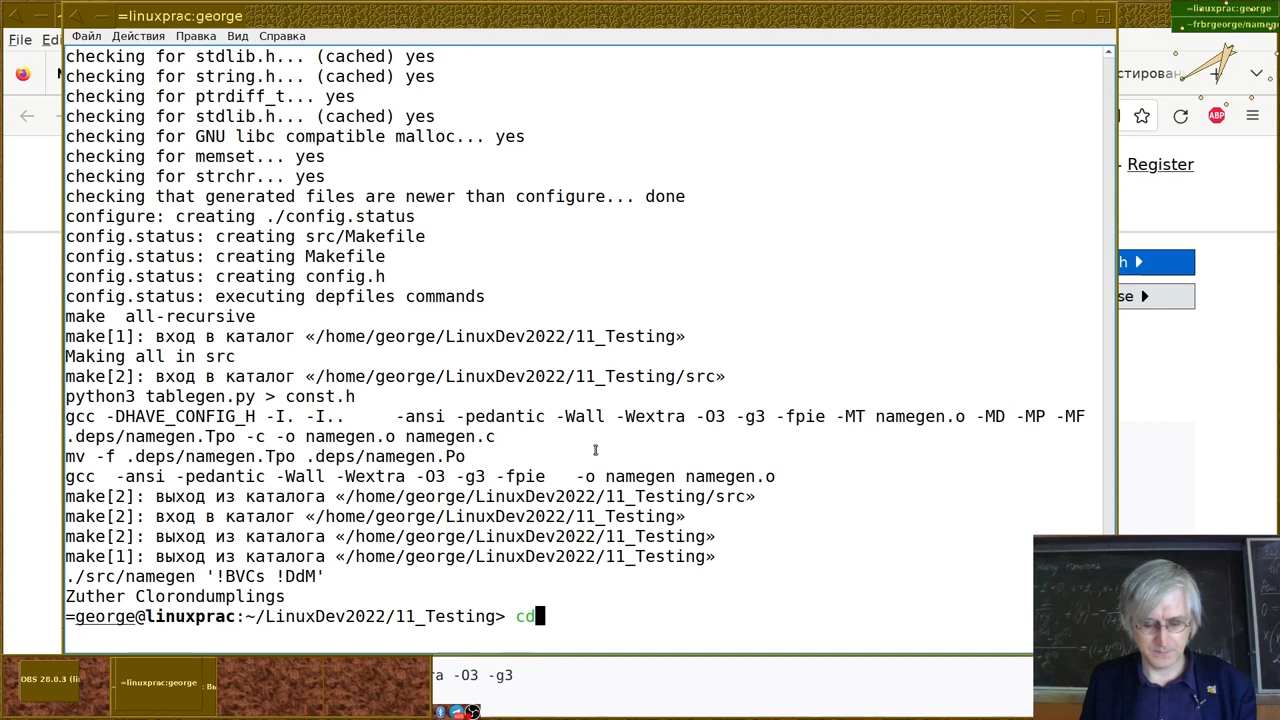 =linuxprac:george
Файл Действия Правка Вид Справка
checking for stdlib.h... (cached) yes
checking for string.h... (cached) yes
checking for ptrdiff_t... yes
checking for stdlib.h... (cached) yes
checking for GNU libc compatible malloc... yes
checking for memset... yes
checking for strchr... yes
checking that generated files are newer than configure... done
configure: creating ./config.status
config.status: creating src/Makefile
config.status: creating Makefile
config.status: creating config.h
config.status: executing depfiles commands
make  all-recursive
make[1]: вход в каталог «/home/george/LinuxDev2022/11_Testing»
Making all in src
make[2]: вход в каталог «/home/george/LinuxDev2022/11_Testing/src»
python3 tablegen.py > const.h
gcc -DHAVE_CONFIG_H -I. -I..     -ansi -pedantic -Wall -Wextra -O3 -g3 -fpie -MT namegen.o -MD -MP -MF
.deps/namegen.Tpo -c -o namegen.o namegen.c
mv -f .deps/namegen.Tpo .deps/namegen.Po
gcc  -ansi -pedantic -Wall -Wextra -O3 -g3 -fpie   -o namegen namegen.o
make[2]: выход из каталога «/home/george/LinuxDev2022/11_Testing/src»
make[2]: вход в каталог «/home/george/LinuxDev2022/11_Testing»
make[2]: выход из каталога «/home/george/LinuxDev2022/11_Testing»
make[1]: выход из каталога «/home/george/LinuxDev2022/11_Testing»
./src/namegen '!BVCs !DdM'
Zuther Clorondumplings
=george@linuxprac:~/LinuxDev2022/11_Testing> cd
File
=linuxprac:george
~frbrgeorge/nameg
стирован
ABP
Register
OBS 28.0.3
=linuxprac:george
ra -O3 -g3